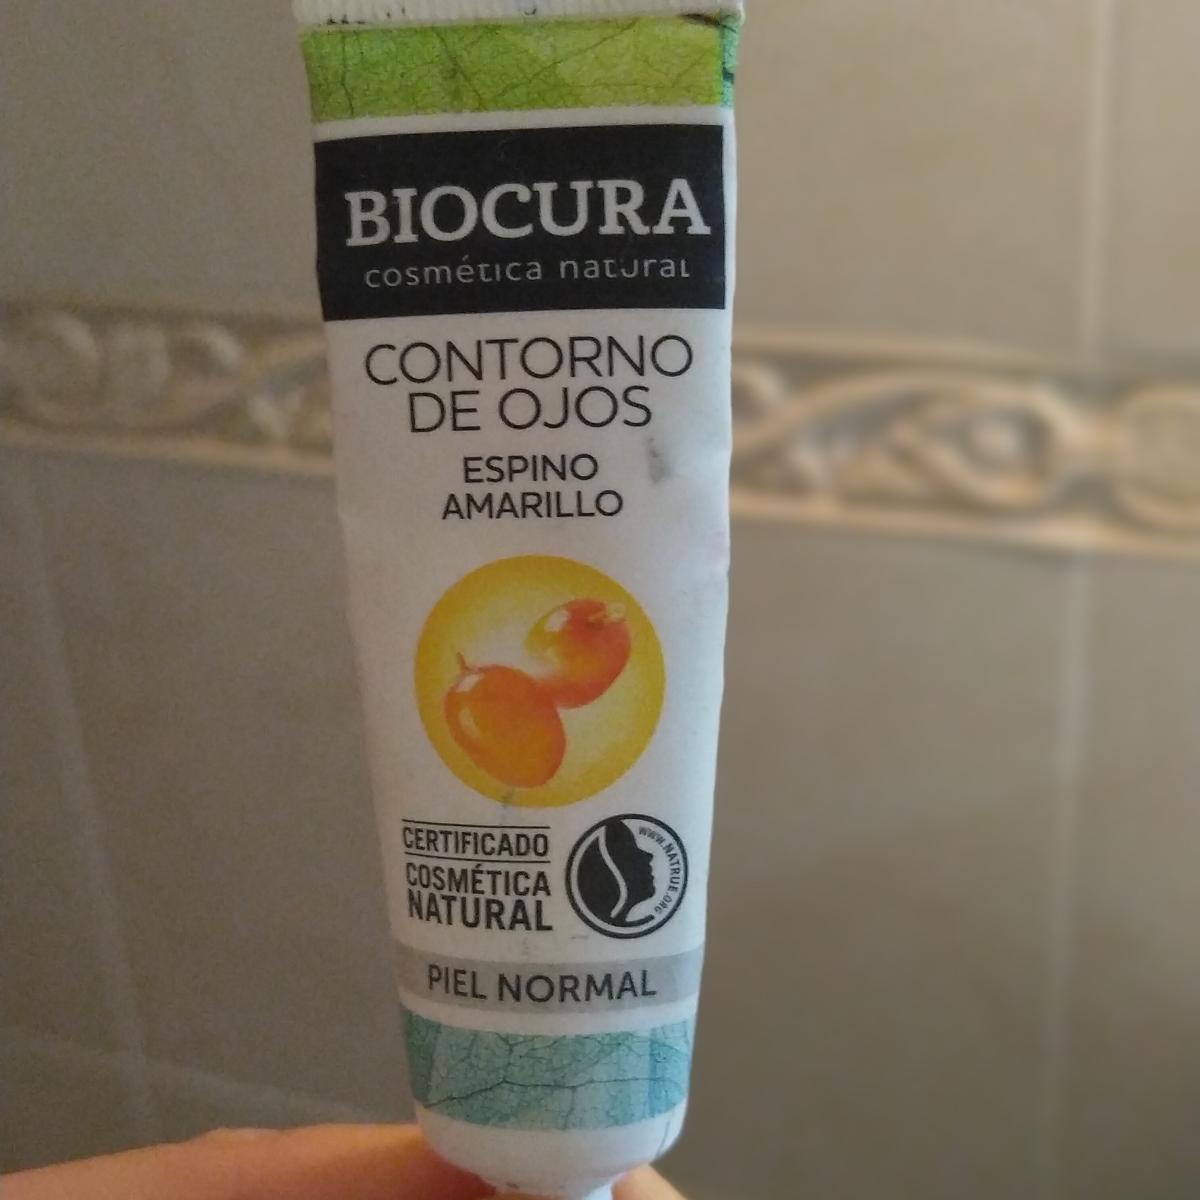 BIOCURA
cosmética natural
CONTORNO
DE OJOS
ESPINO
AMARILLO
CERTIFICADO
COSMÉTICA
NATURAL
WWW.NATRUE.ORG
PIEL NORMAL